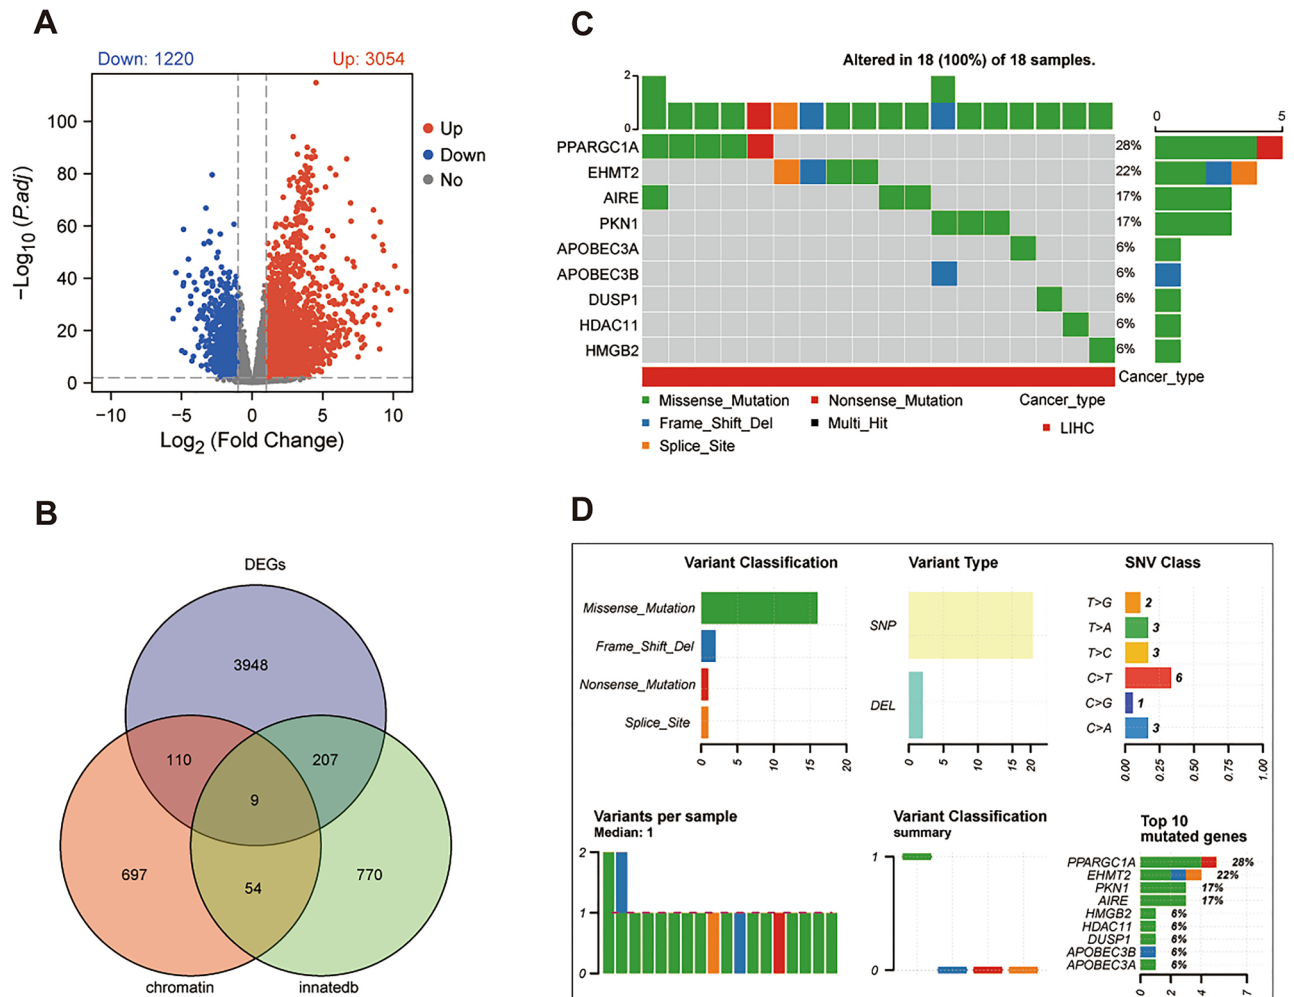 A
Down: 1220
Up: 3054
−Log10 (P.adj)
100
80
60
40
20
0
−10
−5
0
5
10
Log2 (Fold Change)
Up
Down
No
C
Altered in 18 (100%) of 18 samples.
2
1
0
0
5
PPARGC1A
28%
EHMT2
22%
AIRE
17%
PKN1
17%
APOBEC3A
6%
APOBEC3B
6%
DUSP1
6%
HDAC11
6%
HMGB2
6%
Cancer_type
Missense_Mutation
Nonsense_Mutation
Cancer_type
Frame_Shift_Del
Multi_Hit
LIHC
Splice_Site
B
DEGs
3948
110
207
9
697
54
770
chromatin
innatedb
D
Variant Classification
Missense_Mutation
Frame_Shift_Del
Nonsense_Mutation
Splice_Site
0
5
10
15
20
Variant Type
SNP
DEL
0
5
10
15
20
SNV Class
T>G
2
T>A
3
T>C
3
C>T
6
C>G
1
C>A
3
0.00
0.25
0.50
0.75
1.00
Variants per sample
Median: 1
2
1
0
Variant Classification
summary
1
0
Top 10
mutated genes
PPARGC1A
28%
EHMT2
22%
PKN1
17%
AIRE
17%
HMGB2
6%
HDAC11
6%
DUSP1
6%
APOBEC3B
6%
APOBEC3A
6%
0
2
4
7